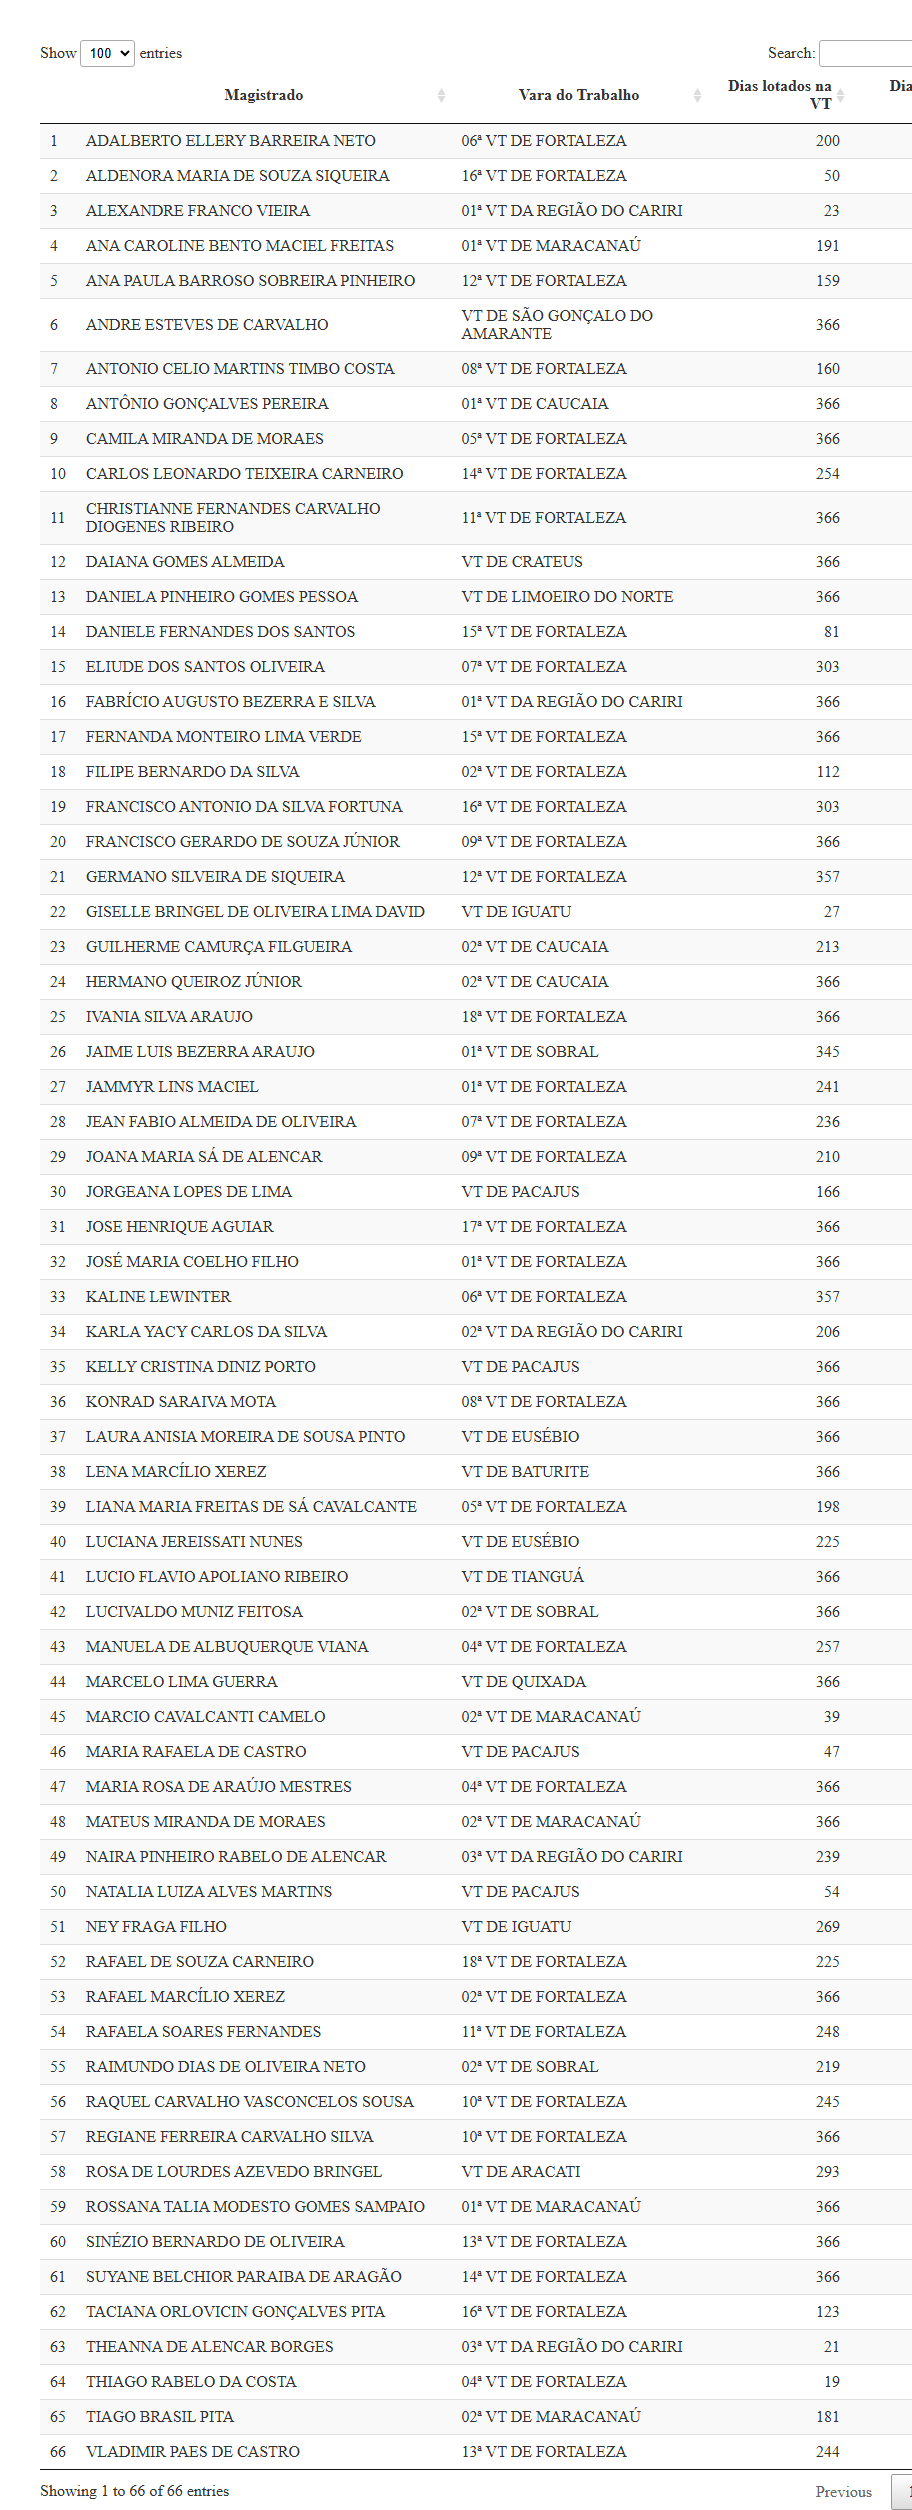 Show 100 entries Search:
Magistrado Vara do Trabalho Dias lotados na VT
1 ADALBERTO ELLERY BARREIRA NETO 06ª VT DE FORTALEZA 200
2 ALDENORA MARIA DE SOUZA SIQUEIRA 16ª VT DE FORTALEZA 50
3 ALEXANDRE FRANCO VIEIRA 01ª VT DA REGIÃO DO CARIRI 23
4 ANA CAROLINE BENTO MACIEL FREITAS 01ª VT DE MARACANAÚ 191
5 ANA PAULA BARROSO SOBREIRA PINHEIRO 12ª VT DE FORTALEZA 159
6 ANDRE ESTEVES DE CARVALHO VT DE SÃO GONÇALO DO AMARANTE 366
7 ANTONIO CELIO MARTINS TIMBO COSTA 08ª VT DE FORTALEZA 160
8 ANTÔNIO GONÇALVES PEREIRA 01ª VT DE CAUCAIA 366
9 CAMILA MIRANDA DE MORAES 05ª VT DE FORTALEZA 366
10 CARLOS LEONARDO TEIXEIRA CARNEIRO 14ª VT DE FORTALEZA 254
11 CHRISTIANNE FERNANDES CARVALHO DIOGENES RIBEIRO 11ª VT DE FORTALEZA 366
12 DAIANA GOMES ALMEIDA VT DE CRATEUS 366
13 DANIELA PINHEIRO GOMES PESSOA VT DE LIMOEIRO DO NORTE 366
14 DANIELE FERNANDES DOS SANTOS 15ª VT DE FORTALEZA 81
15 ELIUDE DOS SANTOS OLIVEIRA 07ª VT DE FORTALEZA 303
16 FABRÍCIO AUGUSTO BEZERRA E SILVA 01ª VT DA REGIÃO DO CARIRI 366
17 FERNANDA MONTEIRO LIMA VERDE 15ª VT DE FORTALEZA 366
18 FILIPE BERNARDO DA SILVA 02ª VT DE FORTALEZA 112
19 FRANCISCO ANTONIO DA SILVA FORTUNA 16ª VT DE FORTALEZA 303
20 FRANCISCO GERARDO DE SOUZA JÚNIOR 09ª VT DE FORTALEZA 366
21 GERMANO SILVEIRA DE SIQUEIRA 12ª VT DE FORTALEZA 357
22 GISELLE BRINGEL DE OLIVEIRA LIMA DAVID VT DE IGUATU 27
23 GUILHERME CAMURÇA FILGUEIRA 02ª VT DE CAUCAIA 213
24 HERMANO QUEIROZ JÚNIOR 02ª VT DE CAUCAIA 366
25 IVANIA SILVA ARAUJO 18ª VT DE FORTALEZA 366
26 JAIME LUIS BEZERRA ARAUJO 01ª VT DE SOBRAL 345
27 JAMMYR LINS MACIEL 01ª VT DE FORTALEZA 241
28 JEAN FABIO ALMEIDA DE OLIVEIRA 07ª VT DE FORTALEZA 236
29 JOANA MARIA SÁ DE ALENCAR 09ª VT DE FORTALEZA 210
30 JORGEANA LOPES DE LIMA VT DE PACAJUS 166
31 JOSE HENRIQUE AGUIAR 17ª VT DE FORTALEZA 366
32 JOSÉ MARIA COELHO FILHO 01ª VT DE FORTALEZA 366
33 KALINE LEWINTER 06ª VT DE FORTALEZA 357
34 KARLA YACY CARLOS DA SILVA 02ª VT DA REGIÃO DO CARIRI 206
35 KELLY CRISTINA DINIZ PORTO VT DE PACAJUS 366
36 KONRAD SARAIVA MOTA 08ª VT DE FORTALEZA 366
37 LAURA ANISIA MOREIRA DE SOUSA PINTO VT DE EUSÉBIO 366
38 LENA MARCÍLIO XEREZ VT DE BATURITE 366
39 LIANA MARIA FREITAS DE SÁ CAVALCANTE 05ª VT DE FORTALEZA 198
40 LUCIANA JEREISSATI NUNES VT DE EUSÉBIO 225
41 LUCIO FLAVIO APOLIANO RIBEIRO VT DE TIANGUÁ 366
42 LUCIVALDO MUNIZ FEITOSA 02ª VT DE SOBRAL 366
43 MANUELA DE ALBUQUERQUE VIANA 04ª VT DE FORTALEZA 257
44 MARCELO LIMA GUERRA VT DE QUIXADA 366
45 MARCIO CAVALCANTI CAMELO 02ª VT DE MARACANAÚ 39
46 MARIA RAFAELA DE CASTRO VT DE PACAJUS 47
47 MARIA ROSA DE ARAÚJO MESTRES 04ª VT DE FORTALEZA 366
48 MATEUS MIRANDA DE MORAES 02ª VT DE MARACANAÚ 366
49 NAIRA PINHEIRO RABELO DE ALENCAR 03ª VT DA REGIÃO DO CARIRI 239
50 NATALIA LUIZA ALVES MARTINS VT DE PACAJUS 54
51 NEY FRAGA FILHO VT DE IGUATU 269
52 RAFAEL DE SOUZA CARNEIRO 18ª VT DE FORTALEZA 225
53 RAFAEL MARCÍLIO XEREZ 02ª VT DE FORTALEZA 366
54 RAFAELA SOARES FERNANDES 11ª VT DE FORTALEZA 248
55 RAIMUNDO DIAS DE OLIVEIRA NETO 02ª VT DE SOBRAL 219
56 RAQUEL CARVALHO VASCONCELOS SOUSA 10ª VT DE FORTALEZA 245
57 REGIANE FERREIRA CARVALHO SILVA 10ª VT DE FORTALEZA 366
58 ROSA DE LOURDES AZEVEDO BRINGEL VT DE ARACATI 293
59 ROSSANA TALIA MODESTO GOMES SAMPAIO 01ª VT DE MARACANAÚ 366
60 SINÉZIO BERNARDO DE OLIVEIRA 13ª VT DE FORTALEZA 366
61 SUYANE BELCHIOR PARAIBA DE ARAGÃO 14ª VT DE FORTALEZA 366
62 TACIANA ORLOVICIN GONÇALVES PITA 16ª VT DE FORTALEZA 123
63 THEANNA DE ALENCAR BORGES 03ª VT DA REGIÃO DO CARIRI 21
64 THIAGO RABELO DA COSTA 04ª VT DE FORTALEZA 19
65 TIAGO BRASIL PITA 02ª VT DE MARACANAÚ 181
66 VLADIMIR PAES DE CASTRO 13ª VT DE FORTALEZA 244
Showing 1 to 66 of 66 entries Previous